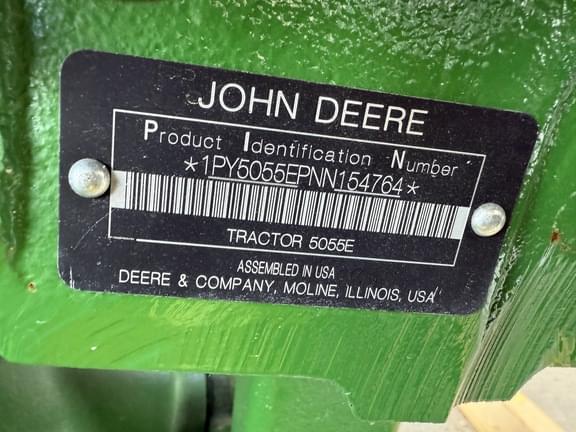 JOHN DEERE
Product Identification Number
*1PY5055EPNN154764*
TRACTOR 5055E
ASSEMBLED IN USA
DEERE & COMPANY, MOLINE, ILLINOIS, USA